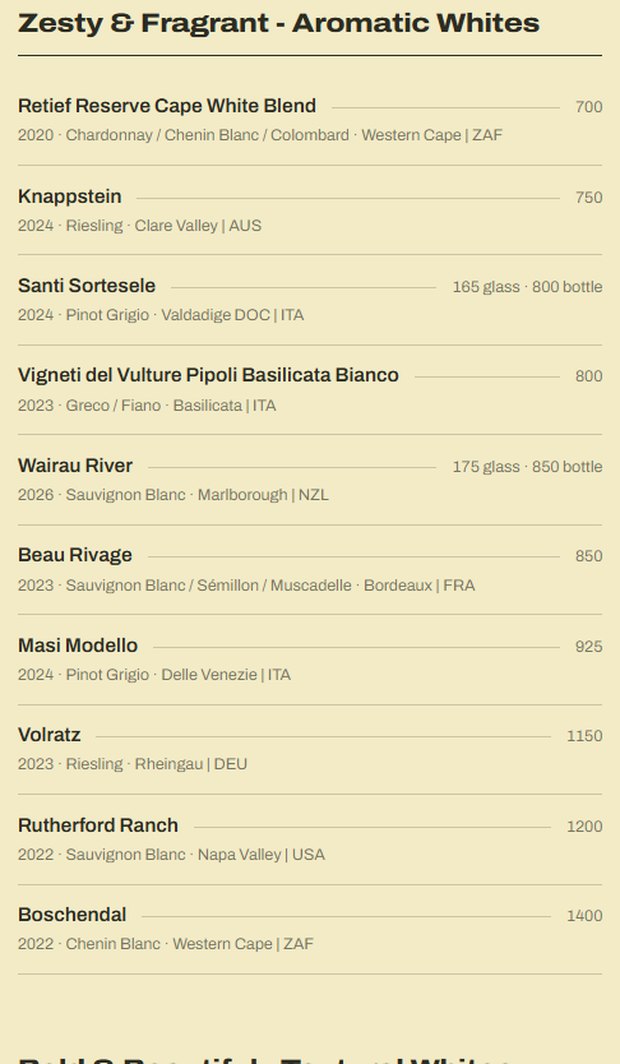 Zesty & Fragrant - Aromatic Whites
Retief Reserve Cape White Blend 700
2020 · Chardonnay / Chenin Blanc / Colombard · Western Cape | ZAF
Knappstein 750
2024 · Riesling · Clare Valley | AUS
Santi Sortesele 165 glass · 800 bottle
2024 · Pinot Grigio · Valdadige DOC | ITA
Vigneti del Vulture Pipoli Basilicata Bianco 800
2023 · Greco / Fiano · Basilicata | ITA
Wairau River 175 glass · 850 bottle
2026 · Sauvignon Blanc · Marlborough | NZL
Beau Rivage 850
2023 · Sauvignon Blanc / Sémillon / Muscadelle · Bordeaux | FRA
Masi Modello 925
2024 · Pinot Grigio · Delle Venezie | ITA
Volratz 1150
2023 · Riesling · Rheingau | DEU
Rutherford Ranch 1200
2022 · Sauvignon Blanc · Napa Valley | USA
Boschendal 1400
2022 · Chenin Blanc · Western Cape | ZAF